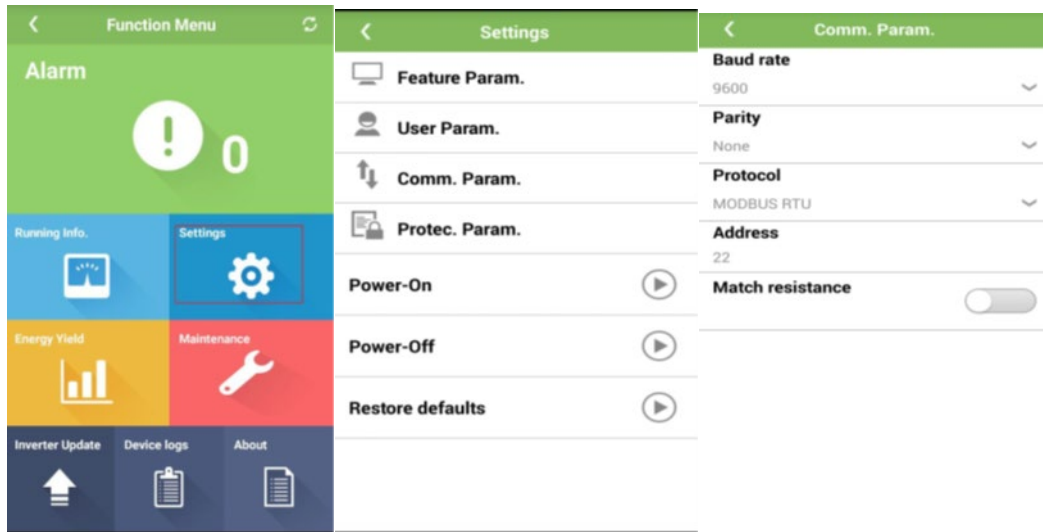 Function Menu
Alarm
0
Running Info.
Settings
Energy Yield
Maintenance
Inverter Update
Device logs
About
Settings
Feature Param.
User Param.
Comm. Param.
Protec. Param.
Power-On
Power-Off
Restore defaults
Comm. Param.
Baud rate
9600
Parity
None
Protocol
MODBUS RTU
Address
22
Match resistance